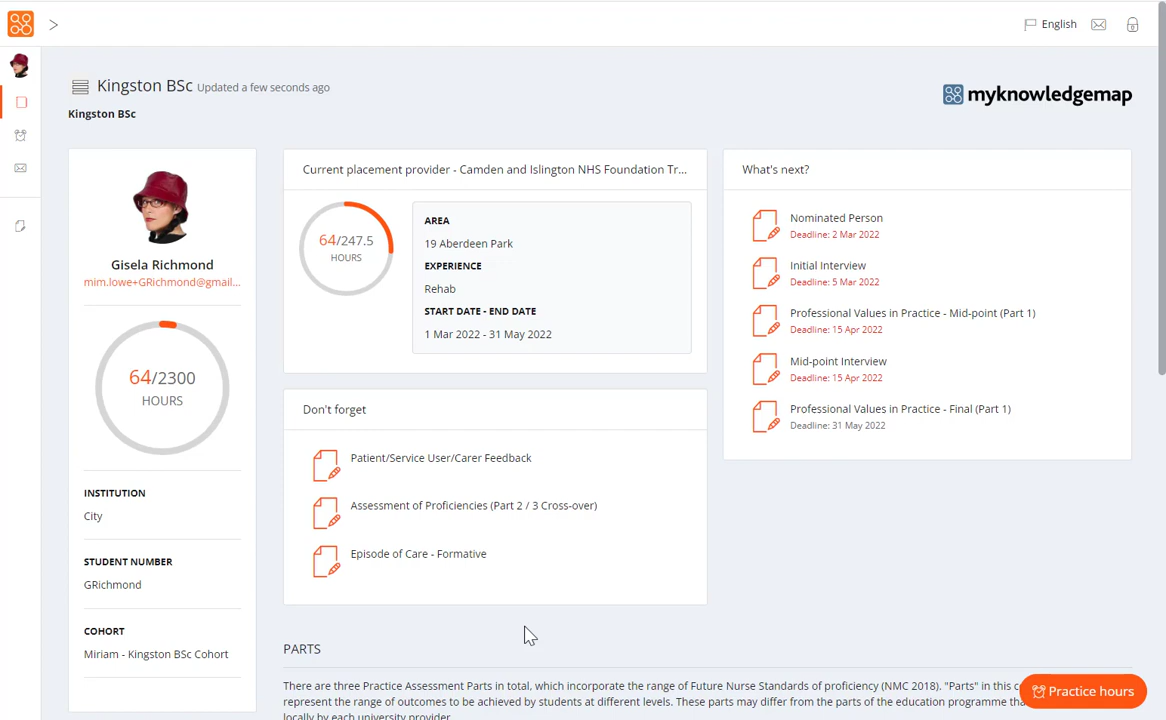 English
Kingston BSc Updated a few seconds ago
myknowledgemap
Kingston BSc
Gisela Richmond
mim.lowe+GRichmond@gmail...
64/2300
HOURS
INSTITUTION
City
STUDENT NUMBER
GRichmond
COHORT
Miriam - Kingston BSc Cohort
Current placement provider - Camden and Islington NHS Foundation Tr...
64/247.5
HOURS
AREA
19 Aberdeen Park
EXPERIENCE
Rehab
START DATE - END DATE
1 Mar 2022 - 31 May 2022
Don't forget
Patient/Service User/Carer Feedback
Assessment of Proficiencies (Part 2 / 3 Cross-over)
Episode of Care - Formative
What's next?
Nominated Person
Deadline: 2 Mar 2022
Initial Interview
Deadline: 5 Mar 2022
Professional Values in Practice - Mid-point (Part 1)
Deadline: 15 Apr 2022
Mid-point Interview
Deadline: 15 Apr 2022
Professional Values in Practice - Final (Part 1)
Deadline: 31 May 2022
PARTS
There are three Practice Assessment Parts in total, which incorporate the range of Future Nurse Standards of proficiency (NMC 2018). "Parts" in this
represent the range of outcomes to be achieved by students at different levels. These parts may differ from the parts of the education programme
locally by each university provider.
Practice hours